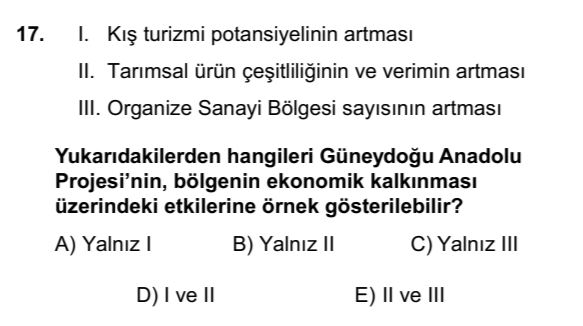 17. I. Kış turizmi potansiyelinin artması
II. Tarımsal ürün çeşitliliğinin ve verimin artması
III. Organize Sanayi Bölgesi sayısının artması
Yukarıdakilerden hangileri Güneydoğu Anadolu
Projesi’nin, bölgenin ekonomik kalkınması
üzerindeki etkilerine örnek gösterilebilir?
A) Yalnız I B) Yalnız II C) Yalnız III
D) I ve II E) II ve III